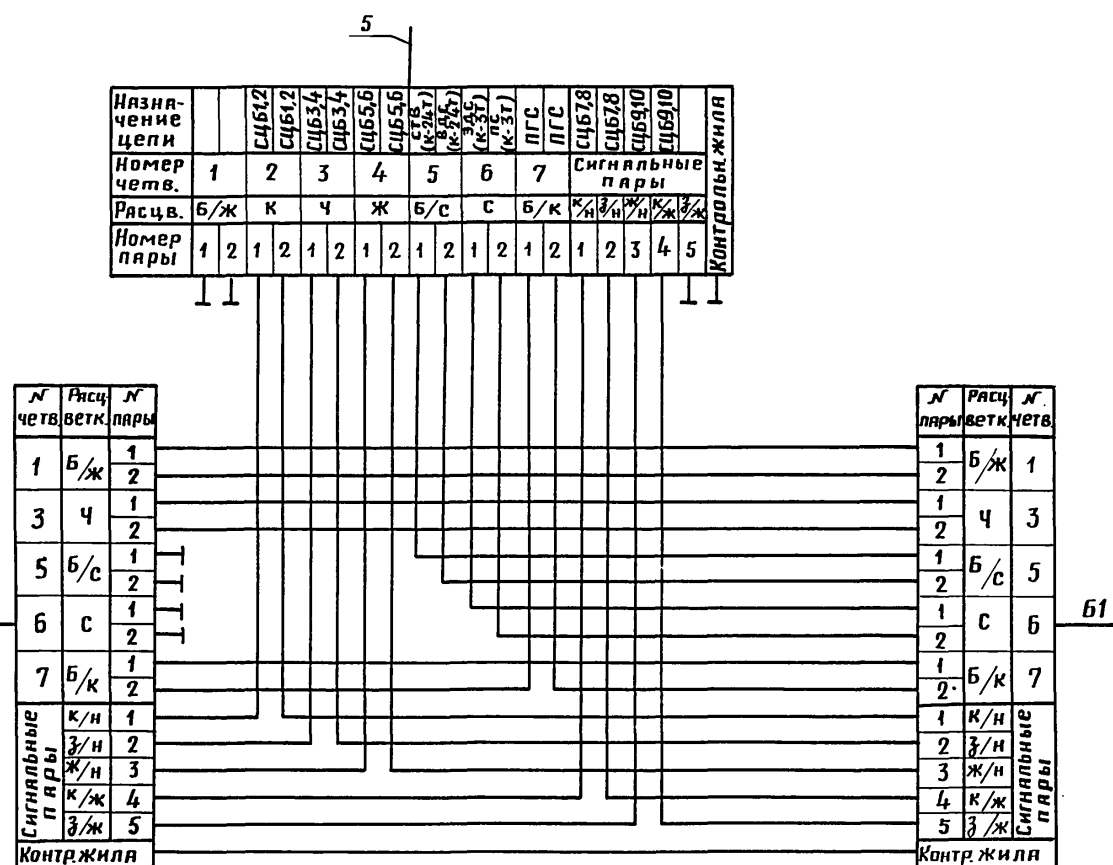 5
Назна-
чение
цепи
СЦБ1,2
СЦБ1,2
СЦБ3,4
СЦБ3,4
СЦБ5,6
СЦБ5,6
СТВ
(к-24т)
ВДС
(к-24т)
ЭДС
(к-3т)
ПС
(к-3т)
ПГС
ПГС
СЦБ7,8
СЦБ7,8
СЦБ9,10
СЦБ9,10
Контрольн. жила
Номер
четв.
1 2 3 4 5 6 7
Сигнальные
пары
Расцв. Б/Ж К Ч Ж Б/С С Б/К К/Н З/Н Ж/Н К/Ж З/Ж
Номер
пары
1 2 1 2 1 2 1 2 1 2 1 2 1 2 1 2 3 4 5
N
четв.
Расц-
ветк.
N
пары
1 Б/Ж 1
2
3 Ч 1
2
5 Б/С 1
2
6 С 1
2
7 Б/К 1
2
Сигнальные
пары
К/Н 1
З/Н 2
Ж/Н 3
К/Ж 4
З/Ж 5
Контр. жила
N
пары
Расц-
ветк.
N
четв.
1 Б/Ж 1
2
1 Ч 3
2
1 Б/С 5
2
1 С 6
2
1 Б/К 7
2
1 К/Н
2 З/Н
3 Ж/Н
4 К/Ж
5 З/Ж
Сигнальные
пары
Контр. жила
Б1